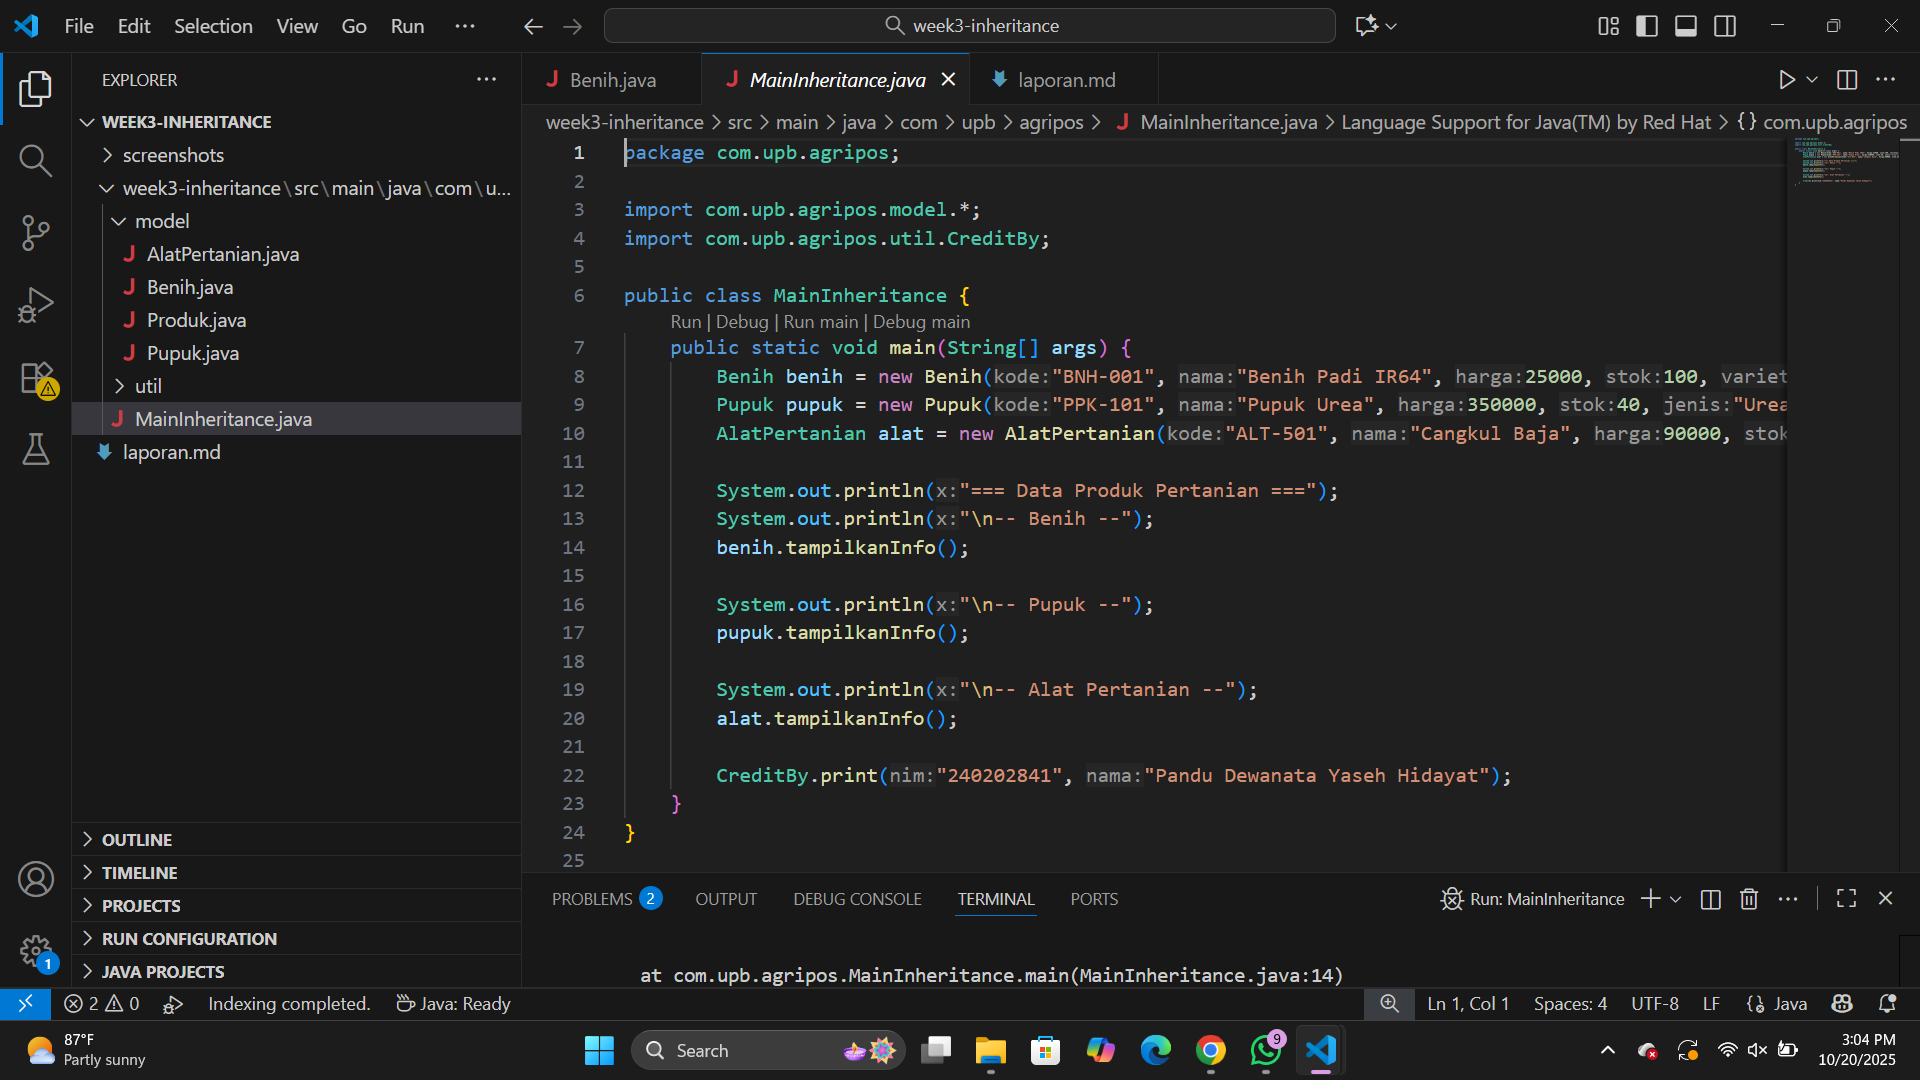 File Edit Selection View Go Run ···
week3-inheritance
EXPLORER
WEEK3-INHERITANCE
screenshots
week3-inheritance\src\main\java\com\u...
model
AlatPertanian.java
Benih.java
Produk.java
Pupuk.java
util
MainInheritance.java
laporan.md
OUTLINE
TIMELINE
PROJECTS
RUN CONFIGURATION
JAVA PROJECTS
1
Benih.java
MainInheritance.java
laporan.md
week3-inheritance > src > main > java > com > upb > agripos > MainInheritance.java > Language Support for Java(TM) by Red Hat > {} com.upb.agripos
1 package com.upb.agripos;
2
3 import com.upb.agripos.model.*;
4 import com.upb.agripos.util.CreditBy;
5
6 public class MainInheritance {
Run | Debug | Run main | Debug main
7 public static void main(String[] args) {
8 Benih benih = new Benih(kode:"BNH-001", nama:"Benih Padi IR64", harga:25000, stok:100, variet
9 Pupuk pupuk = new Pupuk(kode:"PPK-101", nama:"Pupuk Urea", harga:350000, stok:40, jenis:"Urea
10 AlatPertanian alat = new AlatPertanian(kode:"ALT-501", nama:"Cangkul Baja", harga:90000, stok
11
12 System.out.println(x:"=== Data Produk Pertanian ===");
13 System.out.println(x:"\n-- Benih --");
14 benih.tampilkanInfo();
15
16 System.out.println(x:"\n-- Pupuk --");
17 pupuk.tampilkanInfo();
18
19 System.out.println(x:"\n-- Alat Pertanian --");
20 alat.tampilkanInfo();
21
22 CreditBy.print(nim:"240202841", nama:"Pandu Dewanata Yaseh Hidayat");
23 }
24 }
25
PROBLEMS 2 OUTPUT DEBUG CONSOLE TERMINAL PORTS
Run: MainInheritance
at com.upb.agripos.MainInheritance.main(MainInheritance.java:14)
2 0 Indexing completed. Java: Ready
Ln 1, Col 1 Spaces: 4 UTF-8 LF {} Java
87°F
Partly sunny
Search
9
3:04 PM
10/20/2025